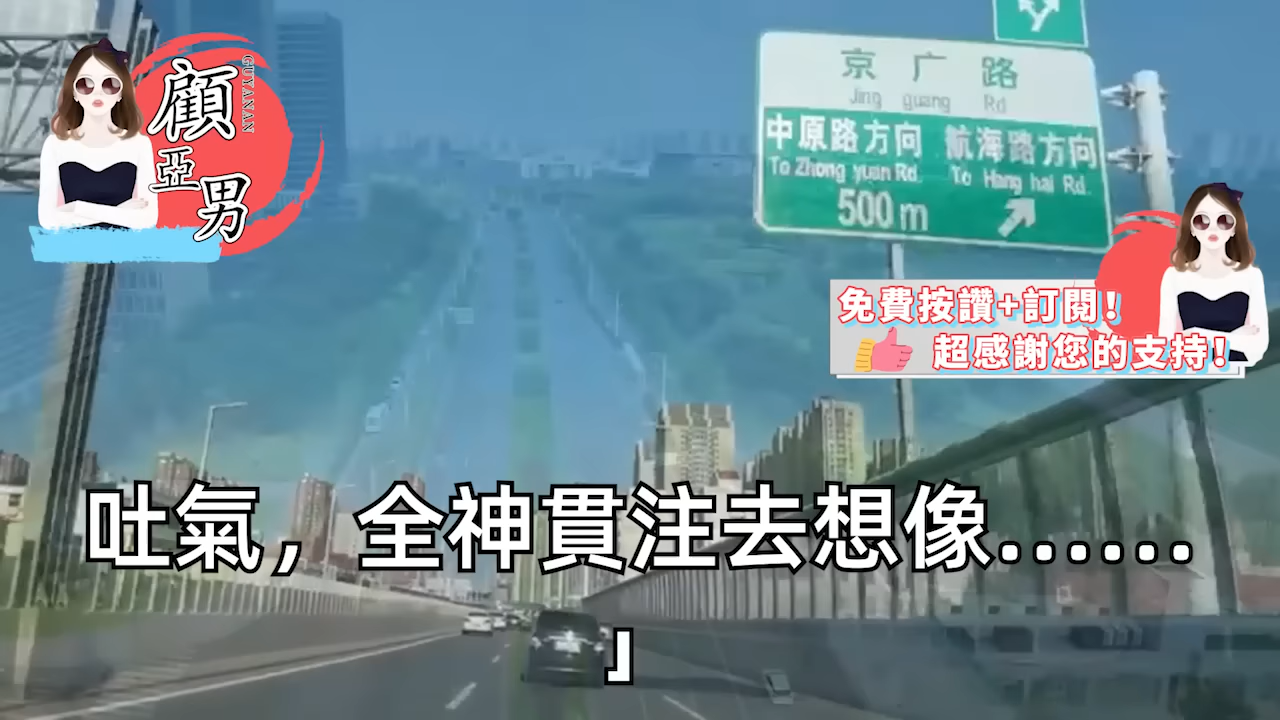 顧亞男
GUYANAN
京广路
Jing guang Rd
中原路方向 航海路方向
To Zhong yuan Rd. To Hang hai Rd.
500m
免費按讚+訂閱!
超感謝您的支持!
吐氣，全神貫注去想像......
」